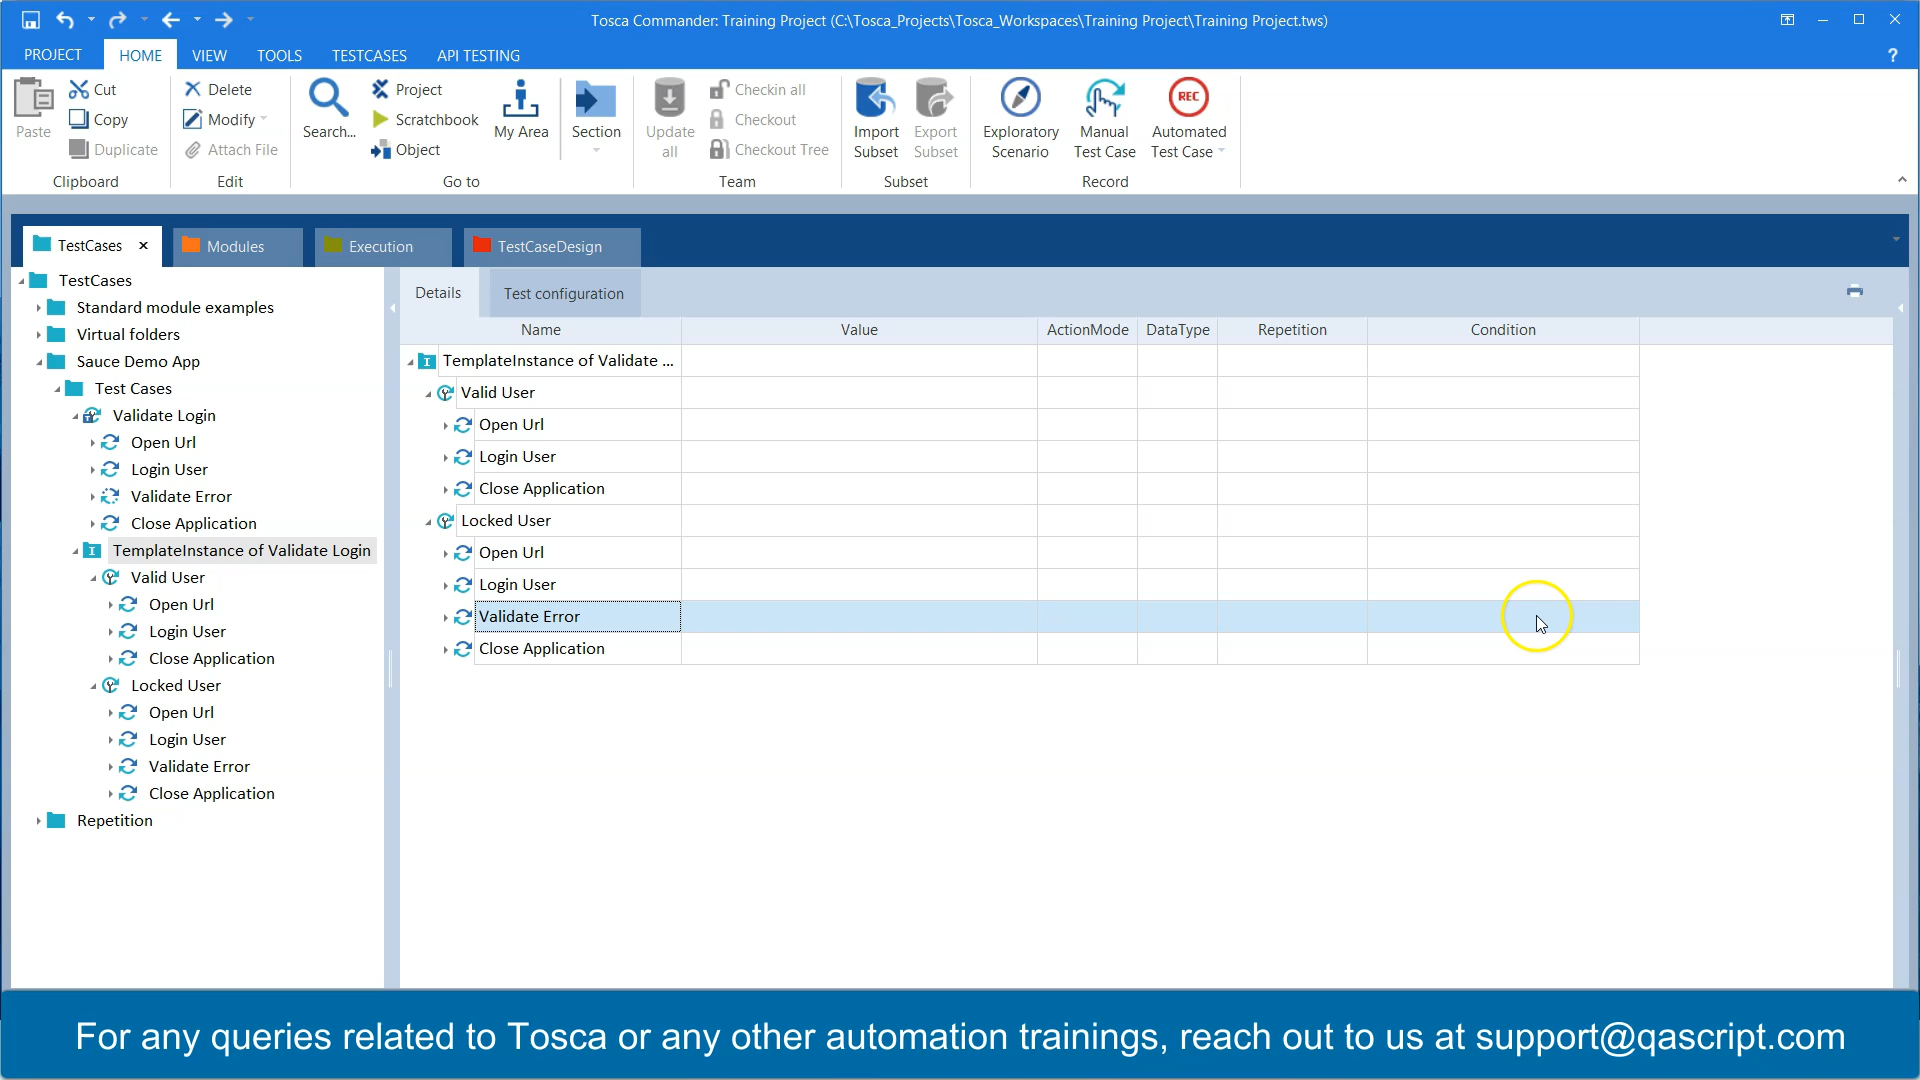 Tosca Commander: Training Project (C:\Tosca_Projects\Tosca_Workspaces\Training Project\Training Project.tws)
PROJECT HOME VIEW TOOLS TESTCASES API TESTING ?
Paste Cut Copy Duplicate
Clipboard
Delete Modify Attach File
Edit
Search... Project Scratchbook Object My Area Section
Go to
Update all Checkin all Checkout Checkout Tree
Team
Import Subset Export Subset
Subset
Exploratory Scenario Manual Test Case REC Automated Test Case
Record
TestCases Modules Execution TestCaseDesign
TestCases
Standard module examples
Virtual folders
Sauce Demo App
Test Cases
Validate Login
Open Url
Login User
Validate Error
Close Application
TemplateInstance of Validate Login
Valid User
Open Url
Login User
Close Application
Locked User
Open Url
Login User
Validate Error
Close Application
Repetition
Details Test configuration
Name Value ActionMode DataType Repetition Condition
TemplateInstance of Validate ...
Valid User
Open Url
Login User
Close Application
Locked User
Open Url
Login User
Validate Error
Close Application
For any queries related to Tosca or any other automation trainings, reach out to us at support@qascript.com